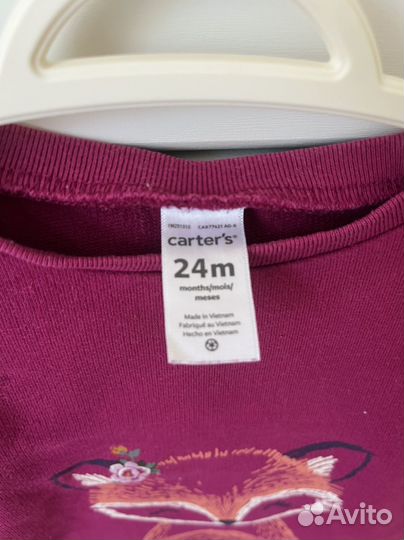 carter's
24m
months/mois/
meses
Made in Vietnam
Fabriqué au Vietnam
Hecho en Vietnam
Avito